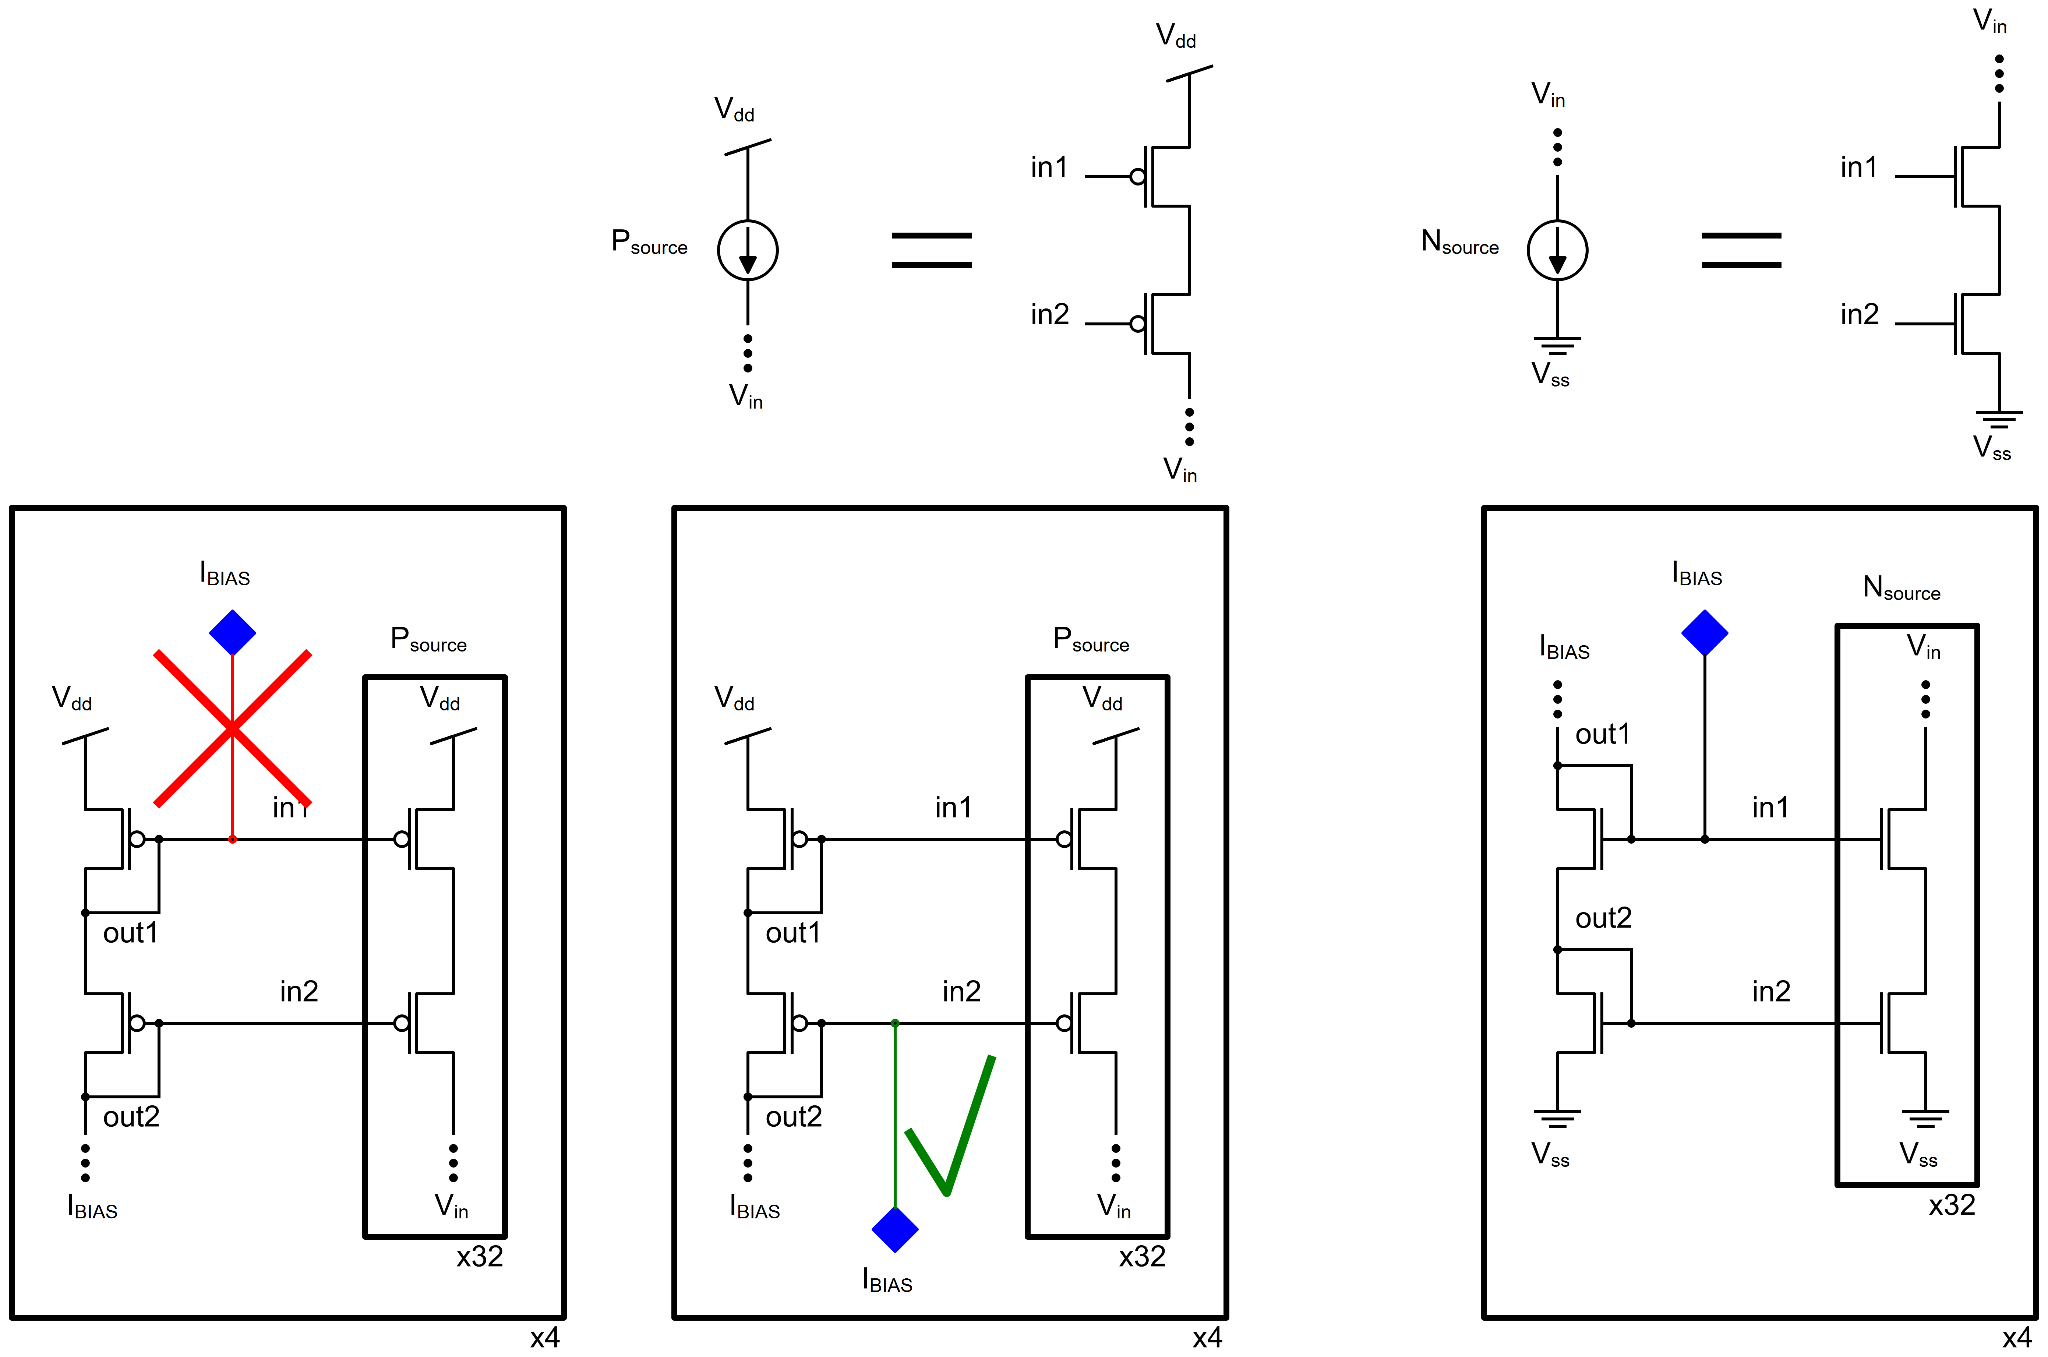 Vdd
Psource
Vin
Vdd
in1
in2
Vin
Vin
Nsource
Vss
Vin
in1
in2
Vss
IBIAS
Psource
Vdd
Vdd
in1
out1
in2
out2
IBIAS
Vin
x32
x4
Psource
Vdd
Vdd
in1
out1
in2
out2
IBIAS
Vin
x32
IBIAS
x4
IBIAS
Nsource
IBIAS
Vin
out1
in1
out2
in2
Vss
Vss
x32
x4